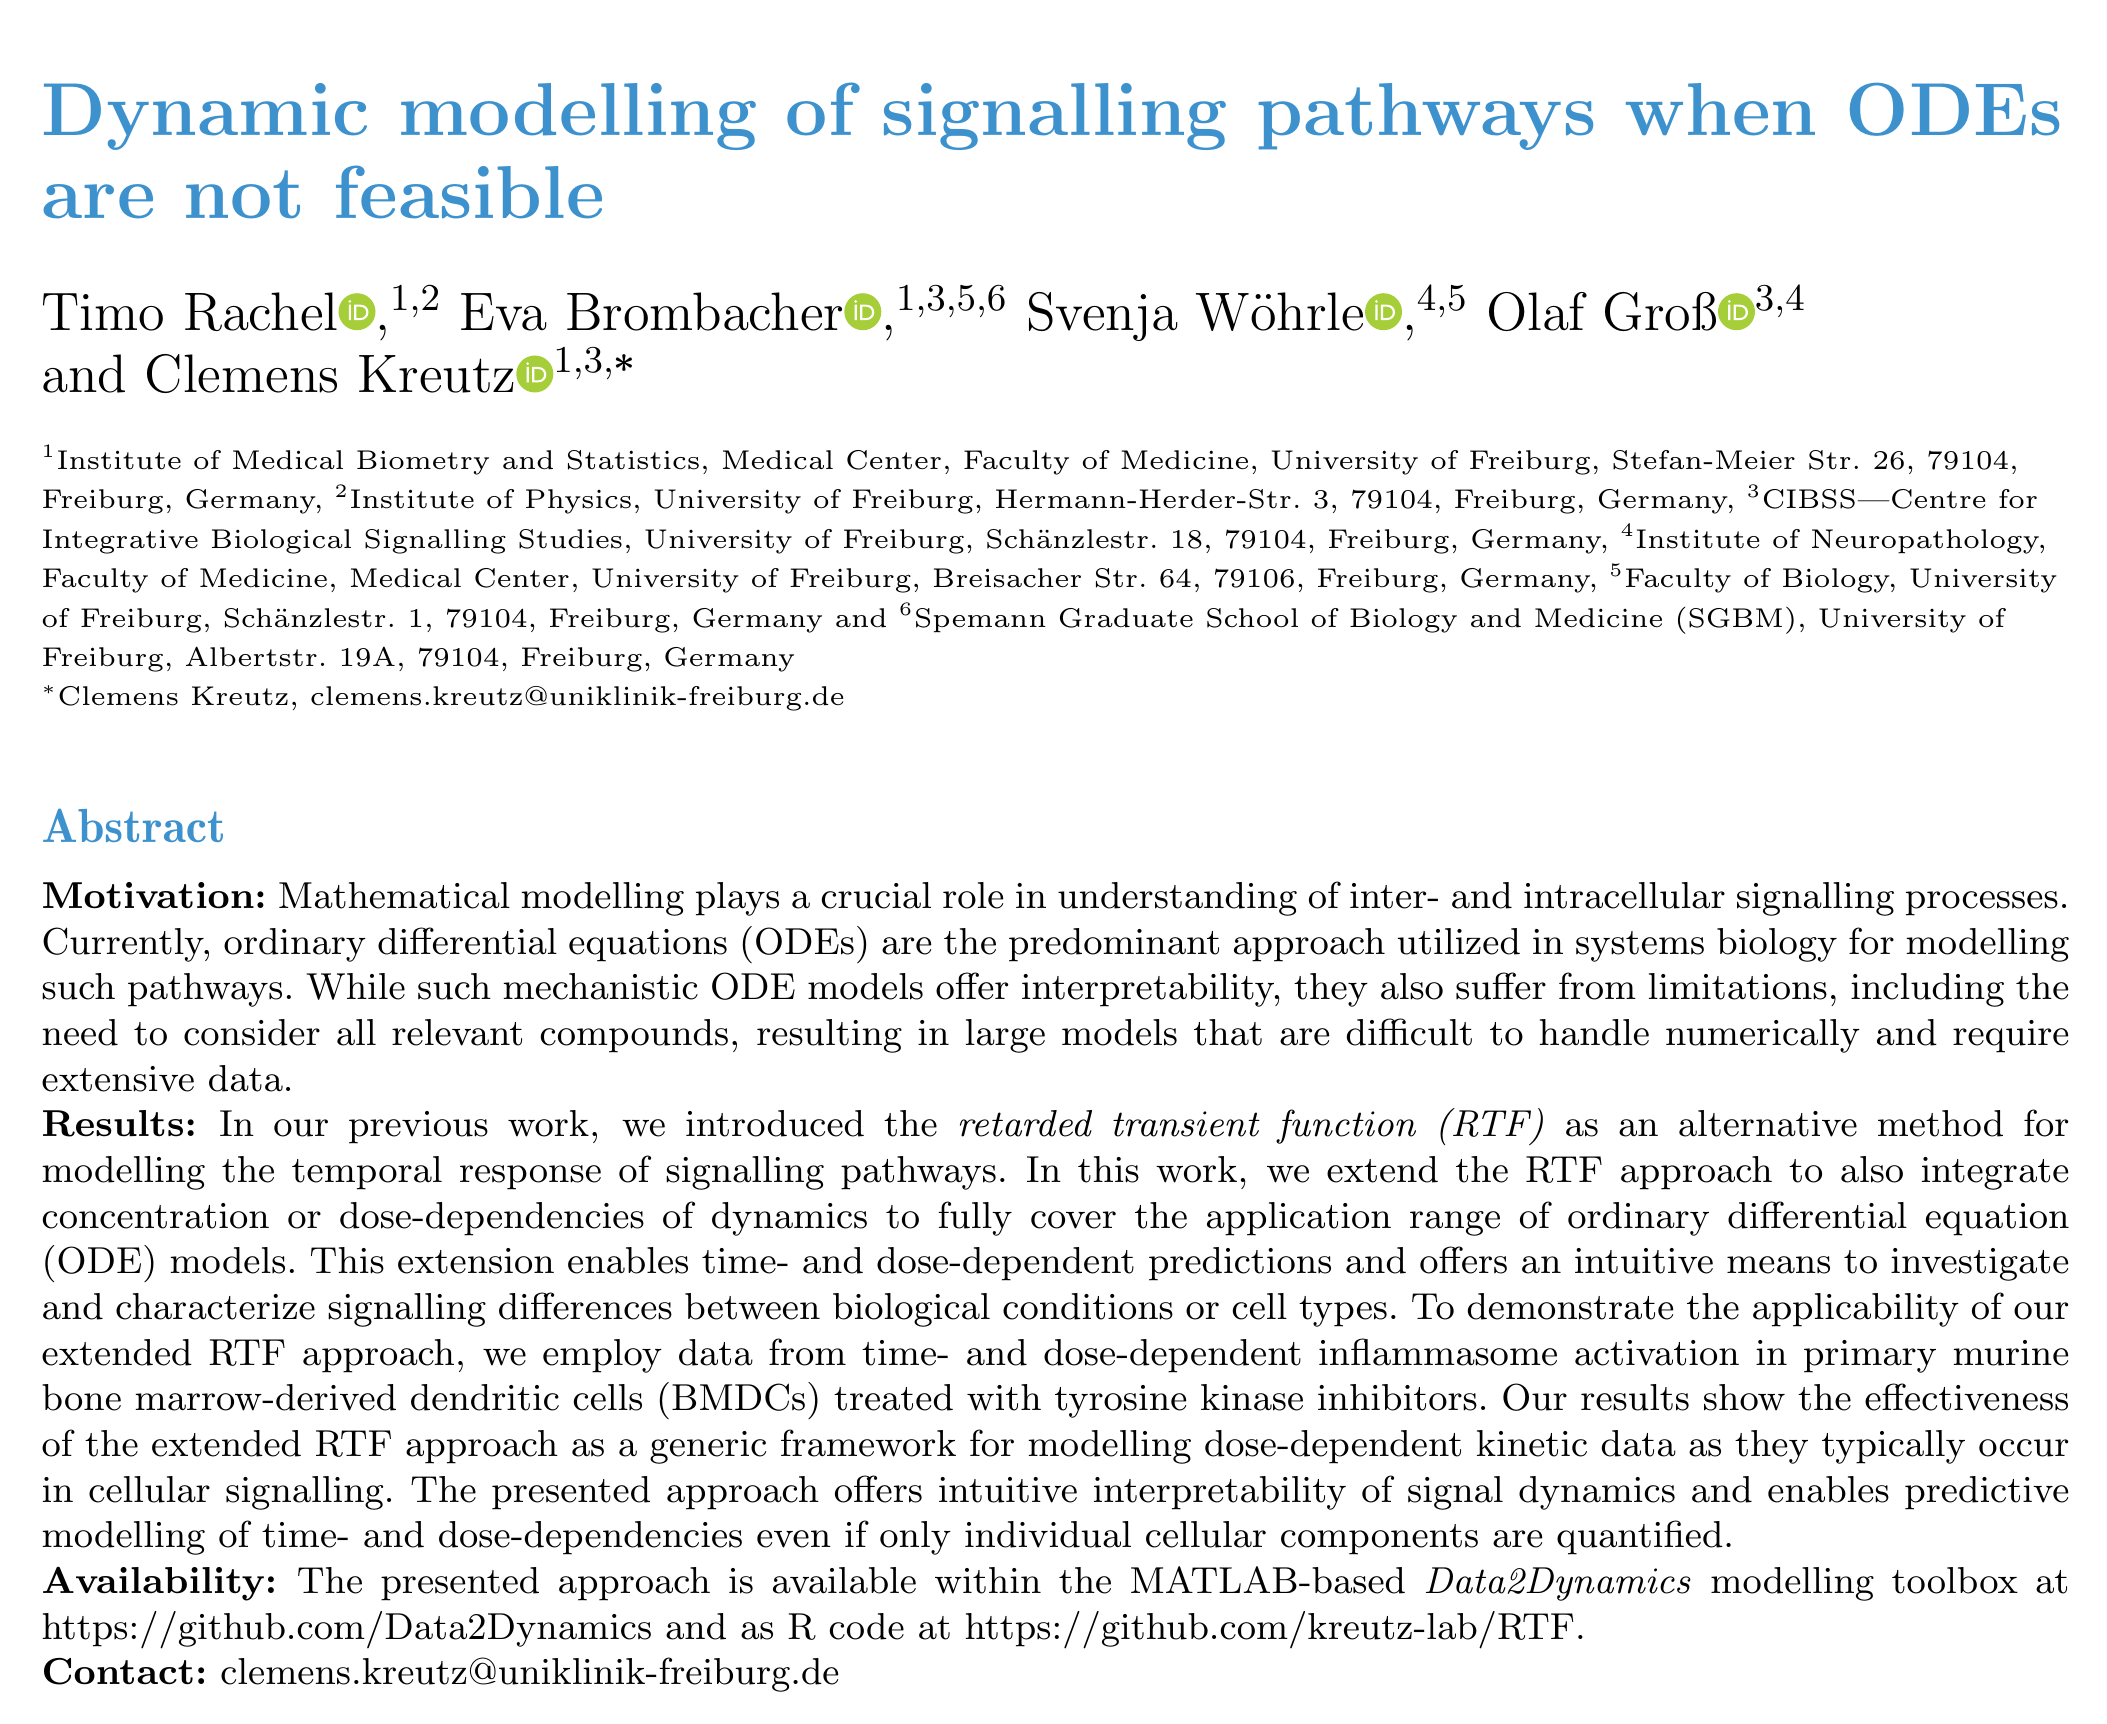 Dynamic modelling of signalling pathways when ODEs
are not feasible
Timo Rachel iD,1,2 Eva Brombacher iD,1,3,5,6 Svenja Wöhrle iD,4,5 Olaf Groß iD3,4
and Clemens Kreutz iD1,3,*
1Institute of Medical Biometry and Statistics, Medical Center, Faculty of Medicine, University of Freiburg, Stefan-Meier Str. 26, 79104,
Freiburg, Germany, 2Institute of Physics, University of Freiburg, Hermann-Herder-Str. 3, 79104, Freiburg, Germany, 3CIBSS—Centre for
Integrative Biological Signalling Studies, University of Freiburg, Schänzlestr. 18, 79104, Freiburg, Germany, 4Institute of Neuropathology,
Faculty of Medicine, Medical Center, University of Freiburg, Breisacher Str. 64, 79106, Freiburg, Germany, 5Faculty of Biology, University
of Freiburg, Schänzlestr. 1, 79104, Freiburg, Germany and 6Spemann Graduate School of Biology and Medicine (SGBM), University of
Freiburg, Albertstr. 19A, 79104, Freiburg, Germany
*Clemens Kreutz, clemens.kreutz@uniklinik-freiburg.de
Abstract
Motivation: Mathematical modelling plays a crucial role in understanding of inter- and intracellular signalling processes.
Currently, ordinary differential equations (ODEs) are the predominant approach utilized in systems biology for modelling
such pathways. While such mechanistic ODE models offer interpretability, they also suffer from limitations, including the
need to consider all relevant compounds, resulting in large models that are difficult to handle numerically and require
extensive data.
Results: In our previous work, we introduced the retarded transient function (RTF) as an alternative method for
modelling the temporal response of signalling pathways. In this work, we extend the RTF approach to also integrate
concentration or dose-dependencies of dynamics to fully cover the application range of ordinary differential equation
(ODE) models. This extension enables time- and dose-dependent predictions and offers an intuitive means to investigate
and characterize signalling differences between biological conditions or cell types. To demonstrate the applicability of our
extended RTF approach, we employ data from time- and dose-dependent inflammasome activation in primary murine
bone marrow-derived dendritic cells (BMDCs) treated with tyrosine kinase inhibitors. Our results show the effectiveness
of the extended RTF approach as a generic framework for modelling dose-dependent kinetic data as they typically occur
in cellular signalling. The presented approach offers intuitive interpretability of signal dynamics and enables predictive
modelling of time- and dose-dependencies even if only individual cellular components are quantified.
Availability: The presented approach is available within the MATLAB-based Data2Dynamics modelling toolbox at
https://github.com/Data2Dynamics and as R code at https://github.com/kreutz-lab/RTF.
Contact: clemens.kreutz@uniklinik-freiburg.de